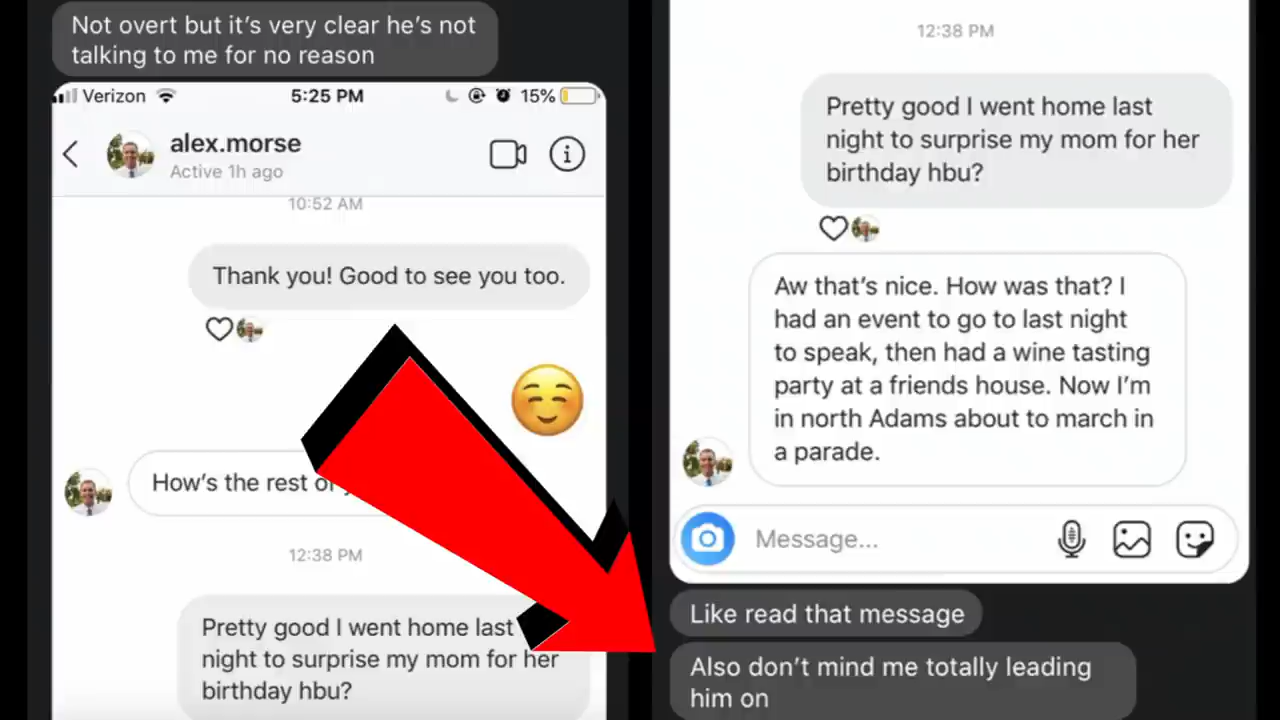 Not overt but it's very clear he's not
talking to me for no reason
Verizon
5:25 PM
15%
alex.morse
Active 1h ago
10:52 AM
Thank you! Good to see you too.
How's the rest of
12:38 PM
Pretty good I went home last
night to surprise my mom for her
birthday hbu?
12:38 PM
Pretty good I went home last
night to surprise my mom for her
birthday hbu?
Aw that's nice. How was that? I
had an event to go to last night
to speak, then had a wine tasting
party at a friends house. Now I'm
in north Adams about to march in
a parade.
Message...
Like read that message
Also don't mind me totally leading
him on